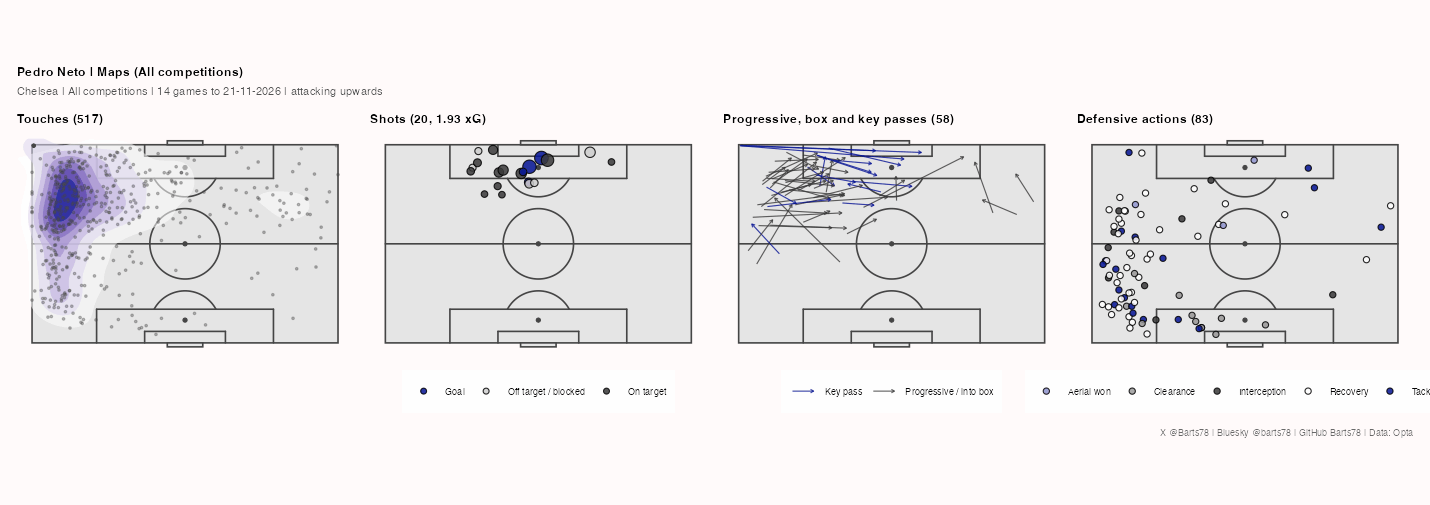 Pedro Neto | Maps (All competitions)
Chelsea | All competitions | 14 games to 21-11-2026 | attacking upwards
Touches (517)
Shots (20, 1.93 xG)
Progressive, box and key passes (58)
Defensive actions (83)
Goal
Off target / blocked
On target
Key pass
Progressive / into box
Aerial won
Clearance
Interception
Recovery
Tack
X @Barts78 | Bluesky @barts78 | GitHub Barts78 | Data: Opta